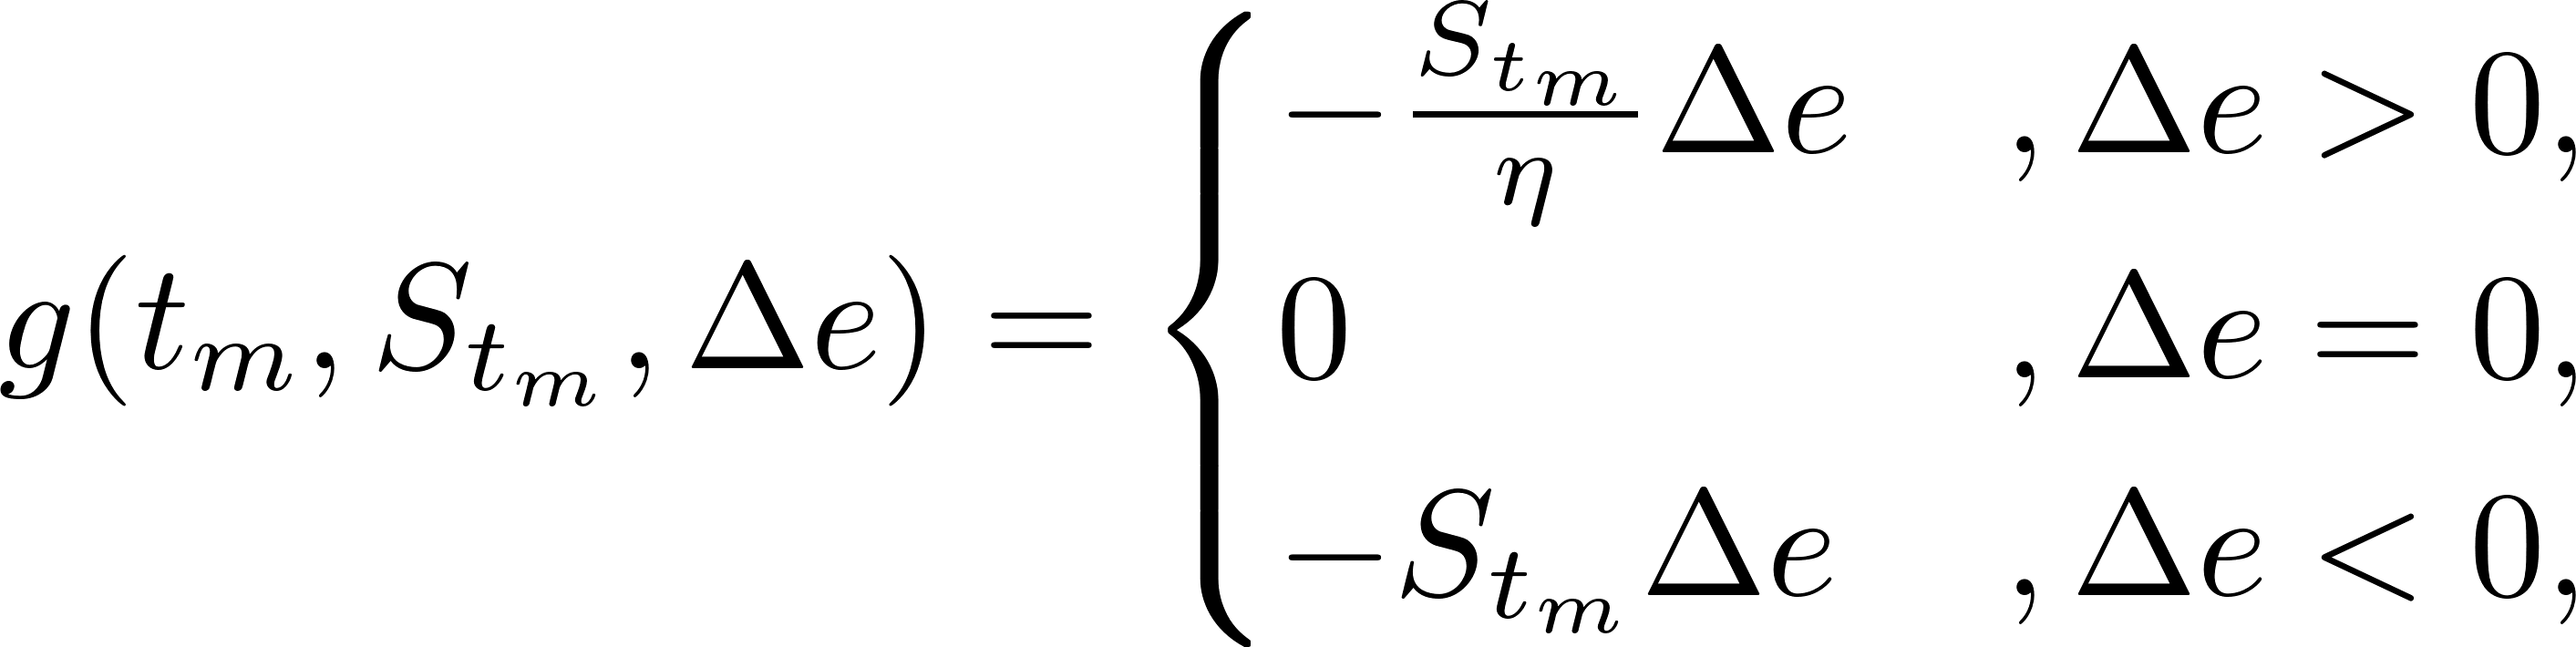 $$g(t_m, S_{t_m}, \Delta e) = \begin{cases} -\frac{S_{t_m}}{\eta}\Delta e & , \Delta e > 0, \\ 0 & , \Delta e = 0, \\ -S_{t_m}\Delta e & , \Delta e < 0, \end{cases}$$